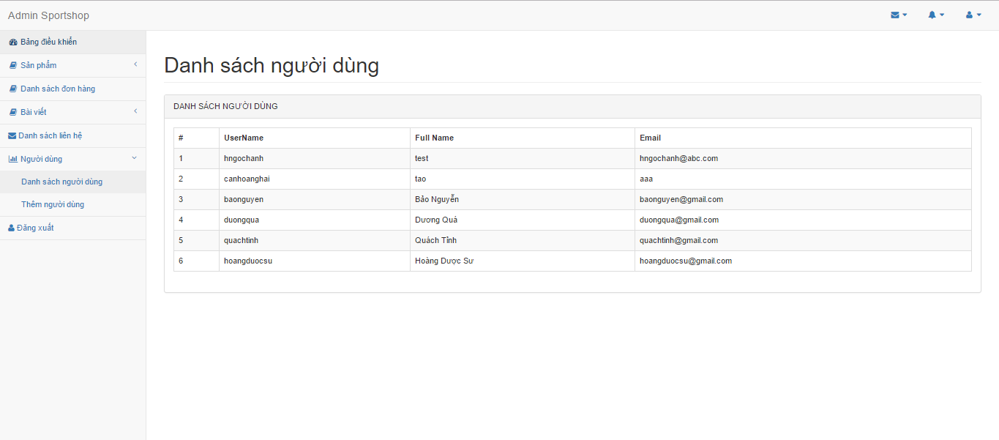 Admin Sportshop
Bảng điều khiển
Sản phẩm
Danh sách đơn hàng
Bài viết
Danh sách liên hệ
Người dùng
Danh sách người dùng
Thêm người dùng
Đăng xuất
Danh sách người dùng
DANH SÁCH NGƯỜI DÙNG
# UserName Full Name Email
1 hngochanh test hngochanh@abc.com
2 canhoanghai tao aaa
3 baonguyen Bảo Nguyễn baonguyen@gmail.com
4 duongqua Dương Quá duongqua@gmail.com
5 quachtinh Quách Tỉnh quachtinh@gmail.com
6 hoangduocsu Hoàng Dược Sư hoangduocsu@gmail.com